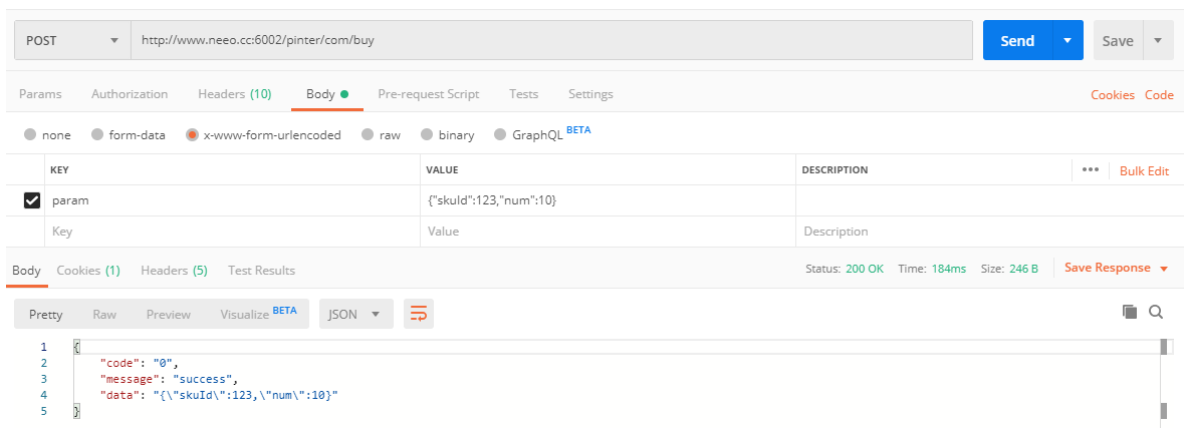 POST http://www.neeo.cc:6002/pinter/com/buy Send Save
Params Authorization Headers (10) Body Pre-request Script Tests Settings Cookies Code
none form-data x-www-form-urlencoded raw binary GraphQL BETA
KEY VALUE DESCRIPTION ••• Bulk Edit
param {"skuId":123,"num":10}
Key Value Description
Body Cookies (1) Headers (5) Test Results Status: 200 OK Time: 184ms Size: 246 B Save Response
Pretty Raw Preview Visualize BETA JSON
1 {
2 "code": "0",
3 "message": "success",
4 "data": "{\"skuId\":123,\"num\":10}"
5 }